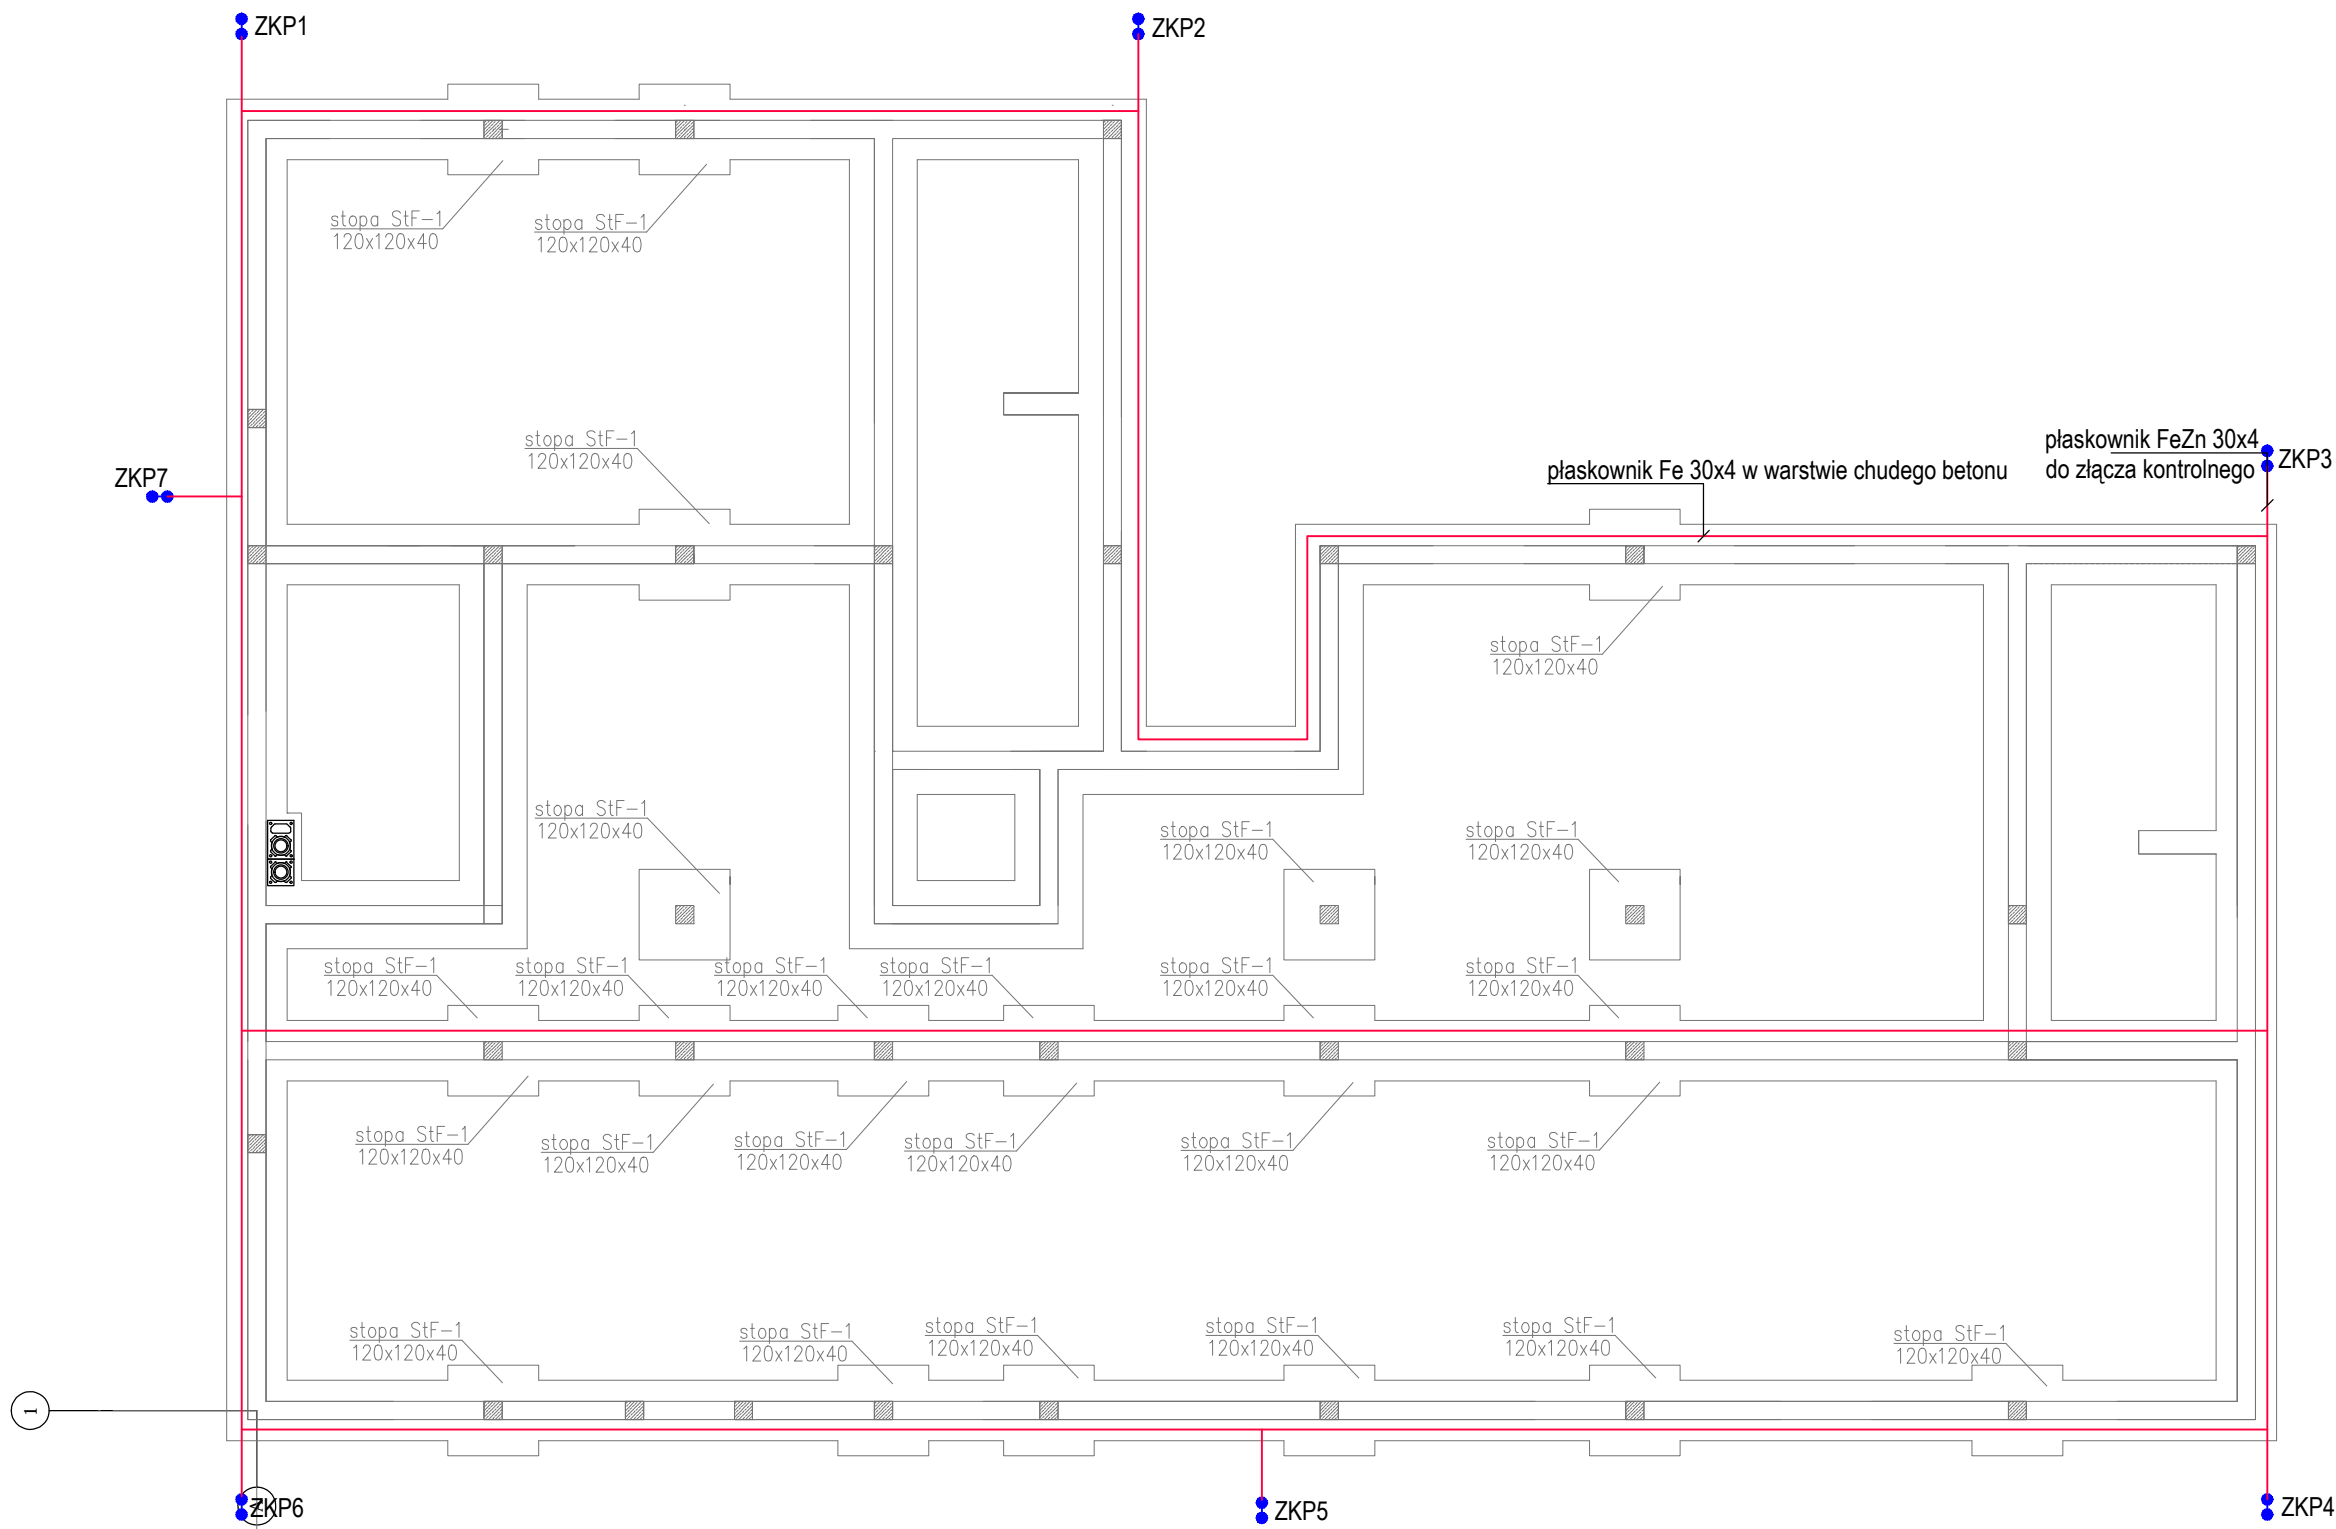 ZKP1
ZKP2
stopa StF-1
120x120x40
stopa StF-1
120x120x40
płaskownik FeZn 30x4
do złącza kontrolnego
ZKP3
płaskownik Fe 30x4 w warstwie chudego betonu
stopa StF-1
120x120x40
ZKP7
stopa StF-1
120x120x40
stopa StF-1
120x120x40
stopa StF-1
120x120x40
stopa StF-1
120x120x40
stopa StF-1
120x120x40
stopa StF-1
120x120x40
stopa StF-1
120x120x40
stopa StF-1
120x120x40
stopa StF-1
120x120x40
stopa StF-1
120x120x40
stopa StF-1
120x120x40
stopa StF-1
120x120x40
stopa StF-1
120x120x40
stopa StF-1
120x120x40
stopa StF-1
120x120x40
stopa StF-1
120x120x40
stopa StF-1
120x120x40
stopa StF-1
120x120x40
stopa StF-1
120x120x40
stopa StF-1
120x120x40
stopa StF-1
120x120x40
stopa StF-1
120x120x40
1
A
ZKP6
ZKP5
ZKP4